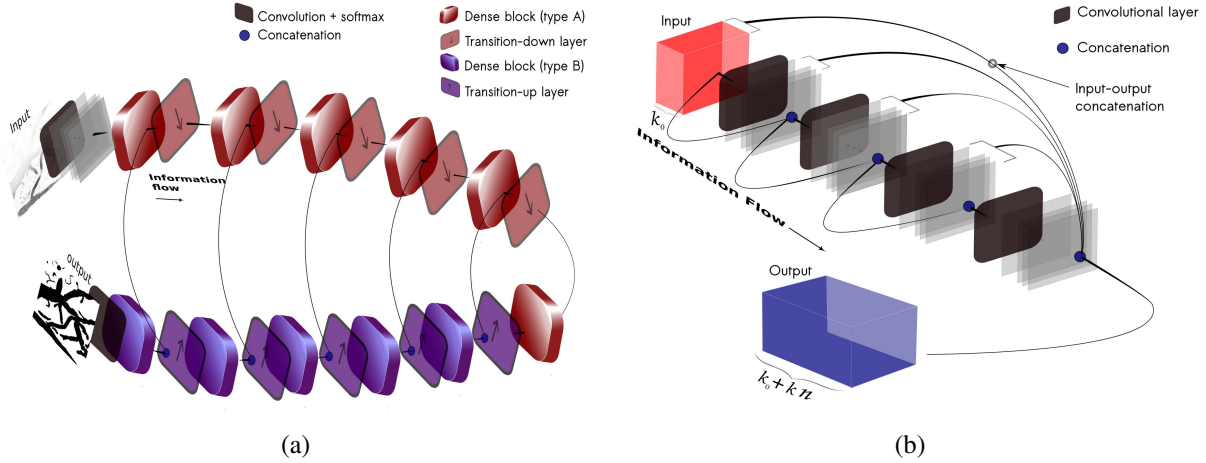 Convolution + softmax
Concatenation
Dense block (type A)
Transition-down layer
Dense block (type B)
Transition-up layer
Input
Information
flow
output
(a)
Input
Convolutional layer
Concatenation
Input-output
concatenation
k₀
Information Flow
Output
k₀ + k n
(b)